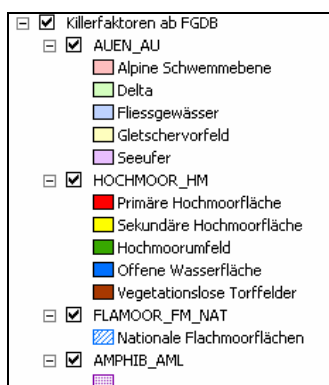 Killerfaktoren ab FGDB
AUEN_AU
Alpine Schwemmebene
Delta
Fliessgewässer
Gletschervorfeld
Seeufer
HOCHMOOR_HM
Primäre Hochmoorfläche
Sekundäre Hochmoorfläche
Hochmoorumfeld
Offene Wasserfläche
Vegetationslose Torffelder
FLAMOOR_FM_NAT
Nationale Flachmoorflächen
AMPHIB_AML